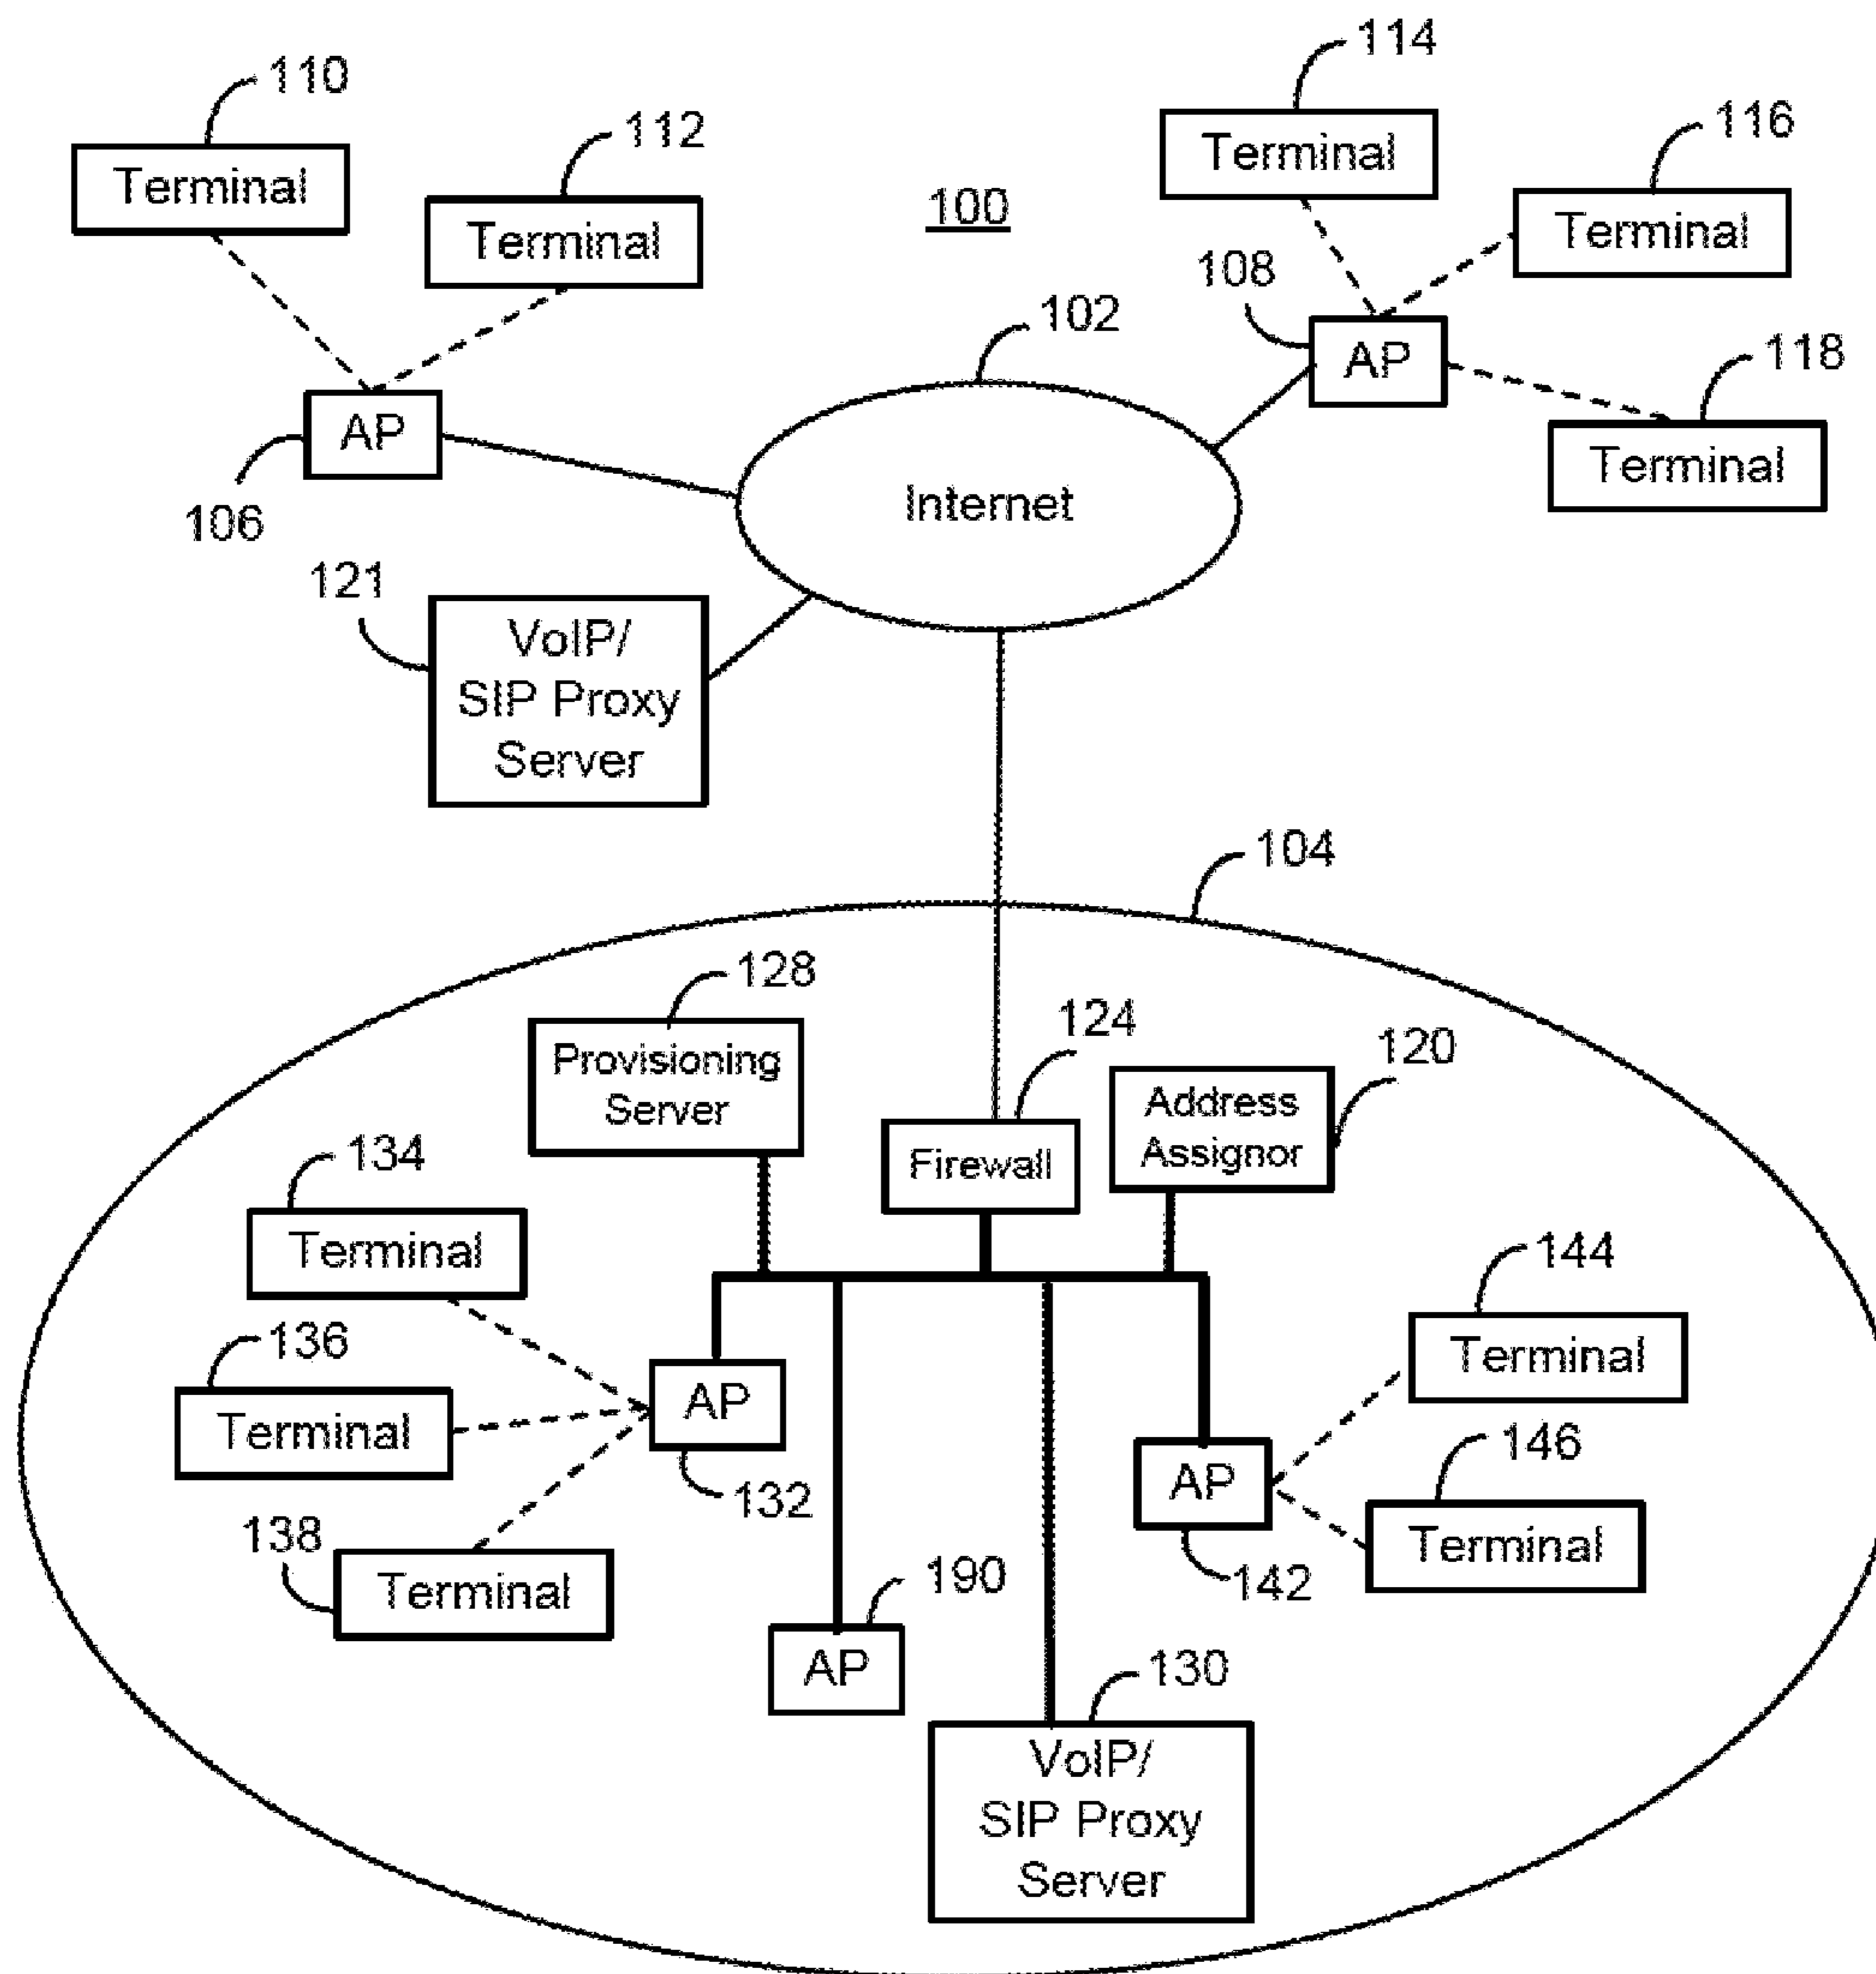 110
Terminal
112
Terminal
100
114
Terminal
116
Terminal
108
AP
118
Terminal
102
Internet
AP
106
121
VoIP/
SIP Proxy
Server
104
128
Provisioning
Server
124
Firewall
120
Address
Assignor
134
Terminal
136
Terminal
138
Terminal
AP
132
190
AP
130
VoIP/
SIP Proxy
Server
AP
142
144
Terminal
146
Terminal